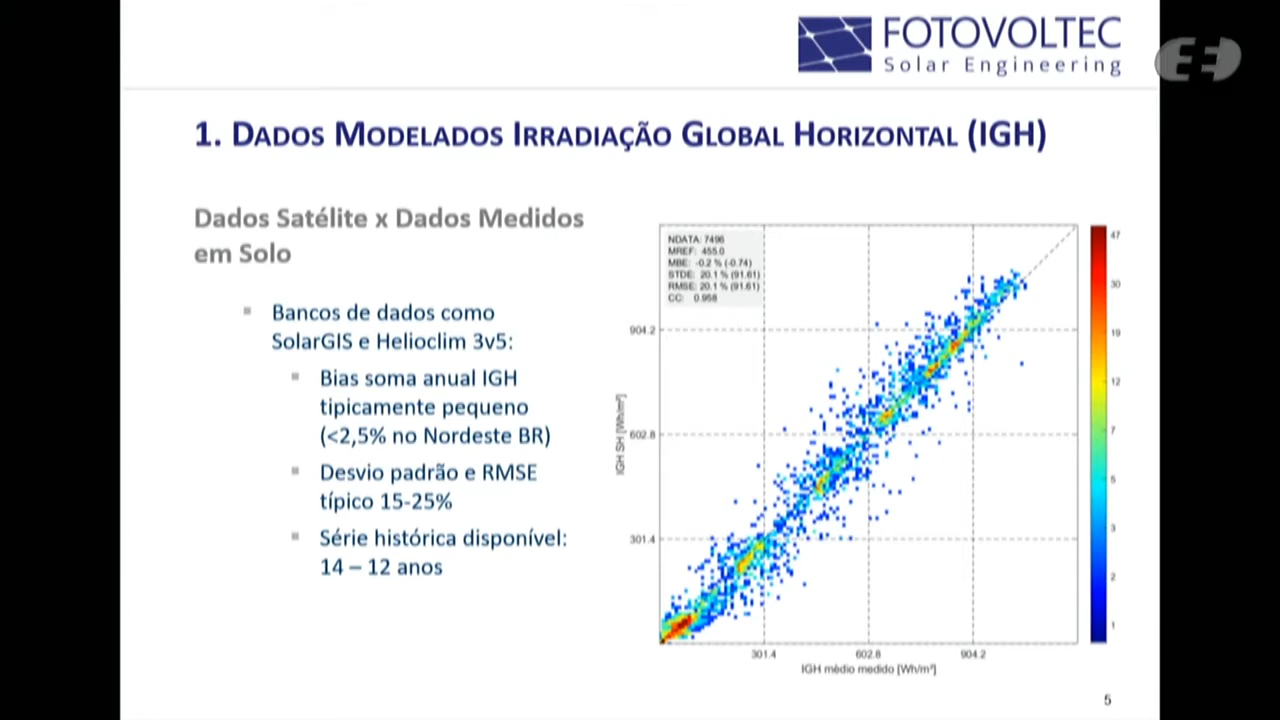 FOTOVOLTEC
Solar Engineering
1. DADOS MODELADOS IRRADIAÇÃO GLOBAL HORIZONTAL (IGH)
Dados Satélite x Dados Medidos
em Solo
Bancos de dados como
SolarGIS e Helioclim 3v5:
Bias soma anual IGH
tipicamente pequeno
(<2,5% no Nordeste BR)
Desvio padrão e RMSE
típico 15-25%
Série histórica disponível:
14 – 12 anos
NDATA: 7496
MREF: 455.0
MBE: -0.2 % (-0.74)
STDE: 20.1 % (91.61)
RMSE: 20.1 % (91.61)
CC: 0.958
904.2
602.8
301.4
IGH SH [Wh/m²]
301.4 602.8 904.2
IGH médio medido [Wh/m²]
47
30
19
12
7
5
3
2
1
5